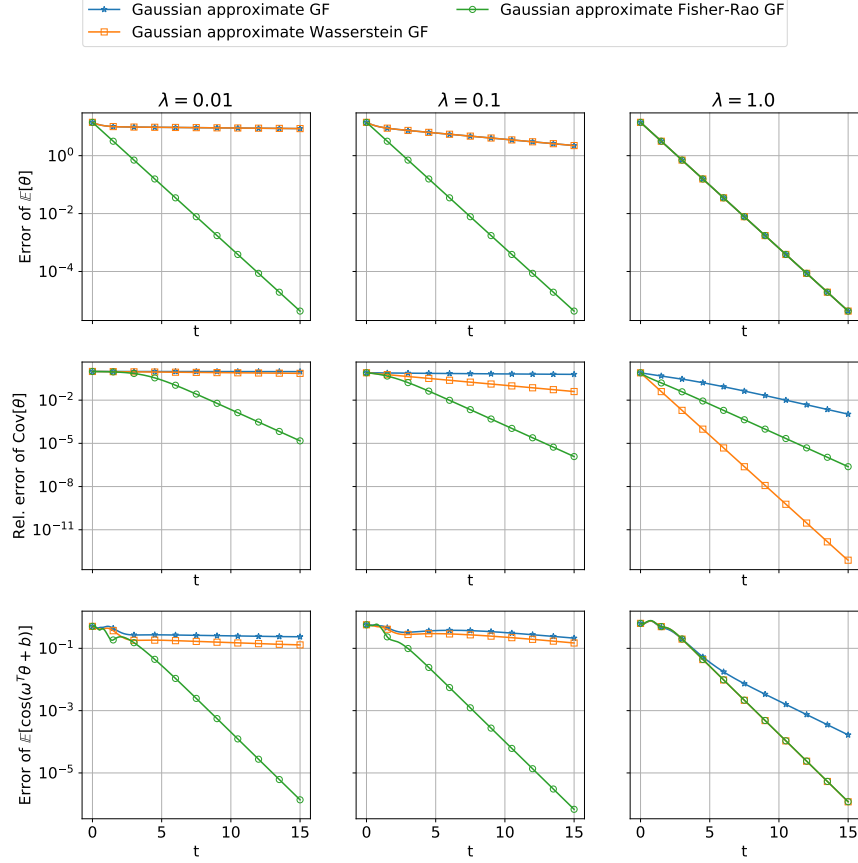 Gaussian approximate GF
Gaussian approximate Wasserstein GF
Gaussian approximate Fisher-Rao GF
λ = 0.01
λ = 0.1
λ = 1.0
Error of 𝔼[θ]
10⁰
10⁻²
10⁻⁴
t
t
t
Rel. error of Cov[θ]
10⁻²
10⁻⁵
10⁻⁸
10⁻¹¹
t
t
t
Error of 𝔼[cos(ωᵀθ + b)]
10⁻¹
10⁻³
10⁻⁵
0 5 10 15
0 5 10 15
0 5 10 15
t
t
t